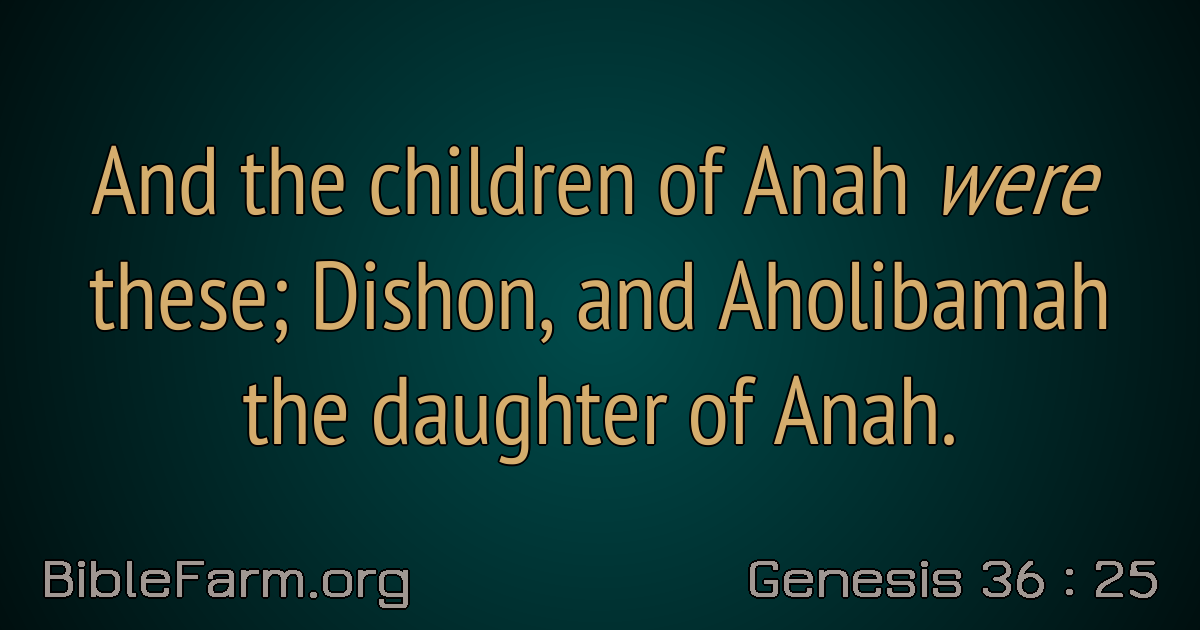 And the children of Anah were
these; Dishon, and Aholibamah
the daughter of Anah.
BibleFarm.org
Genesis 36 : 25